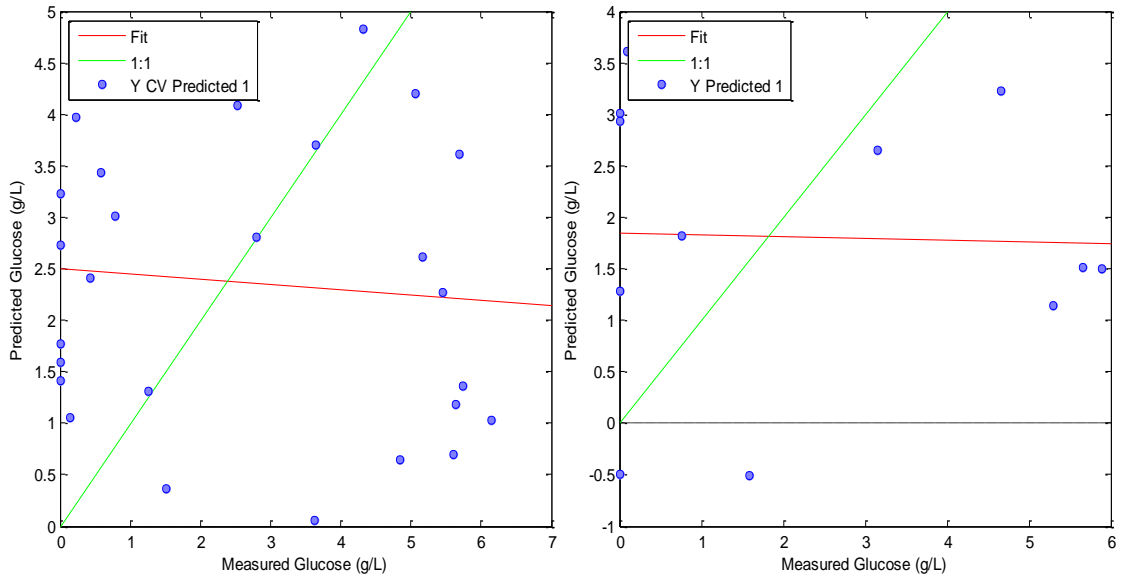 5
4.5
4
3.5
3
2.5
2
1.5
1
0.5
0
Predicted Glucose (g/L)
Fit
1:1
Y CV Predicted 1
0 1 2 3 4 5 6 7
Measured Glucose (g/L)
4
3.5
3
2.5
2
1.5
1
0.5
0
-0.5
-1
Predicted Glucose (g/L)
Fit
1:1
Y Predicted 1
0 1 2 3 4 5 6
Measured Glucose (g/L)